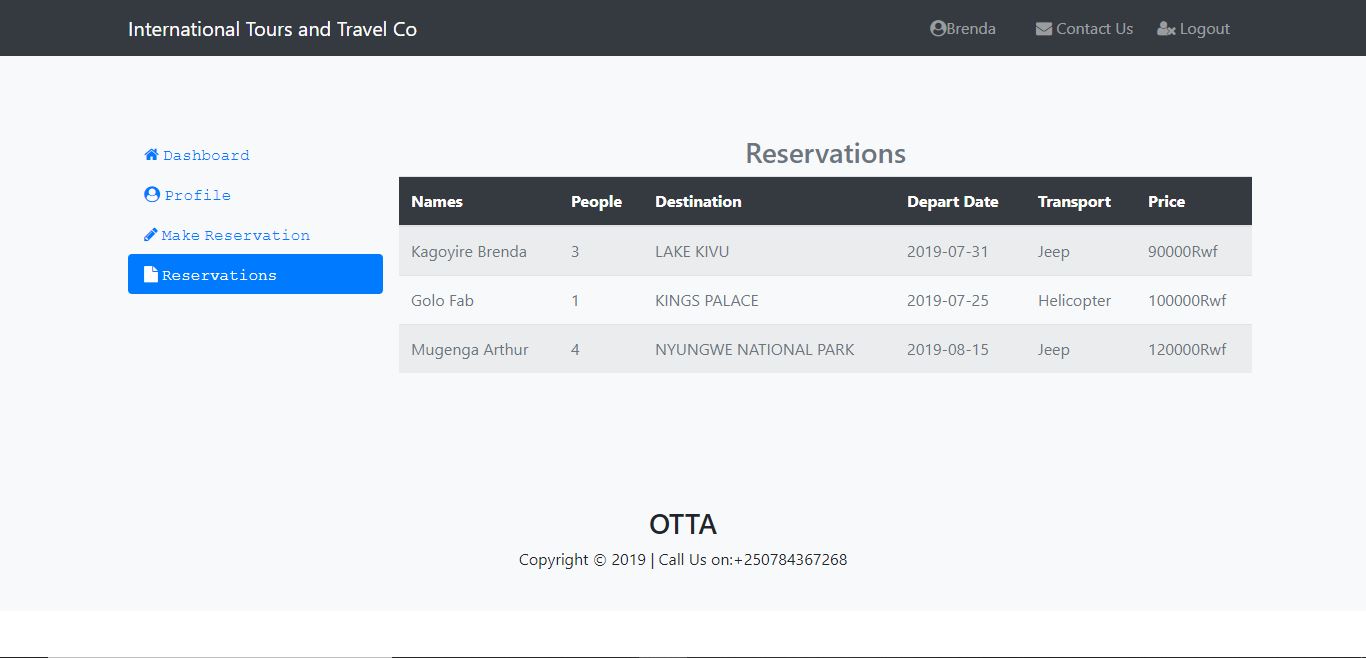 International Tours and Travel Co Brenda Contact Us Logout
Dashboard
Profile
Make Reservation
Reservations
Reservations
Names People Destination Depart Date Transport Price
Kagoyire Brenda 3 LAKE KIVU 2019-07-31 Jeep 90000Rwf
Golo Fab 1 KINGS PALACE 2019-07-25 Helicopter 100000Rwf
Mugenga Arthur 4 NYUNGWE NATIONAL PARK 2019-08-15 Jeep 120000Rwf
OTTA
Copyright © 2019 | Call Us on:+250784367268